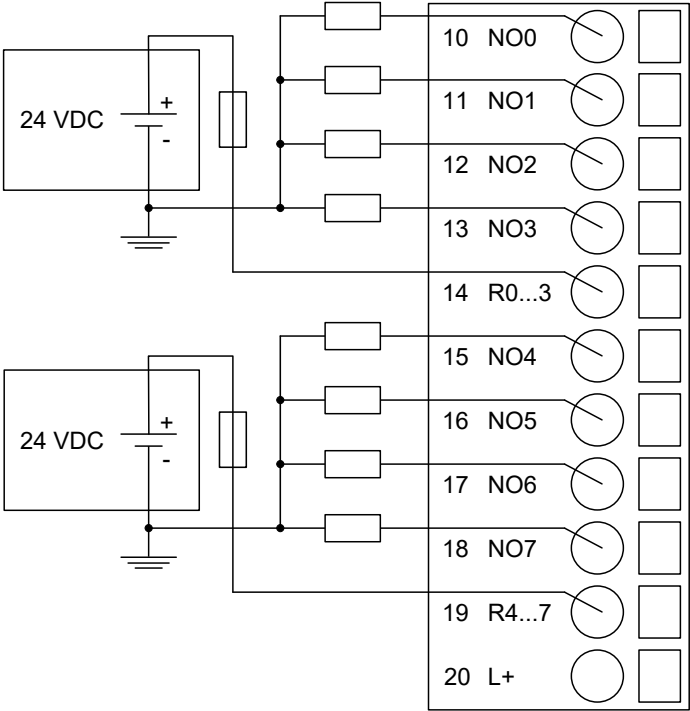 10 NO0
24 VDC
+
-
11 NO1
12 NO2
13 NO3
14 R0...3
15 NO4
24 VDC
+
-
16 NO5
17 NO6
18 NO7
19 R4...7
20 L+